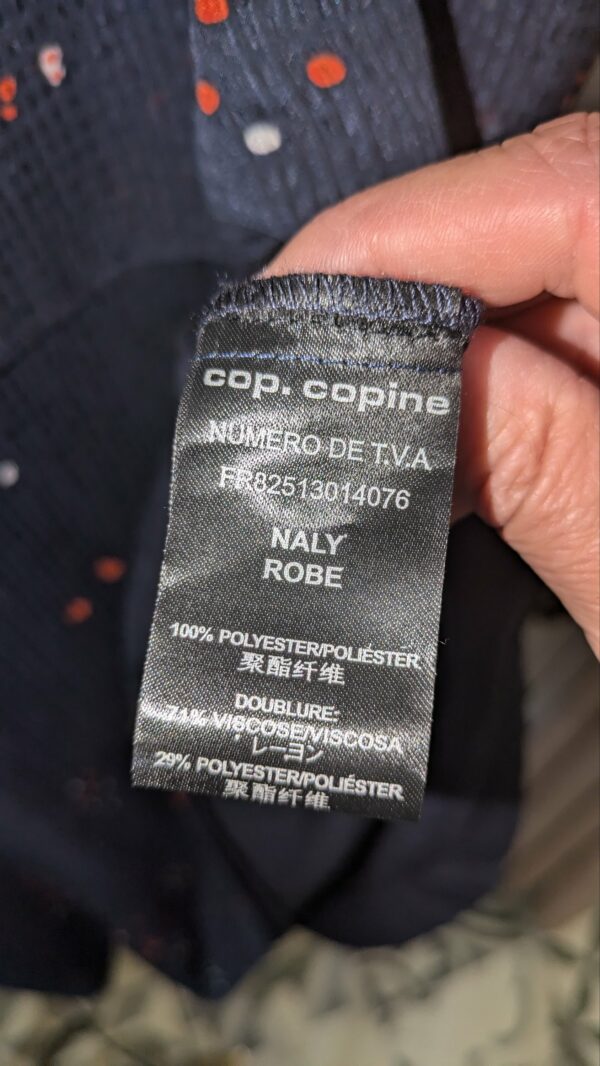 cop. copine
NUMERO DE T.V.A
FR82513014076
NALY
ROBE
100% POLYESTER/POLIÉSTER
聚酯纤维
DOUBLURE:
71% VISCOSE/VISCOSA
レーヨン
29% POLYESTER/POLIÉSTER
聚酯纤维